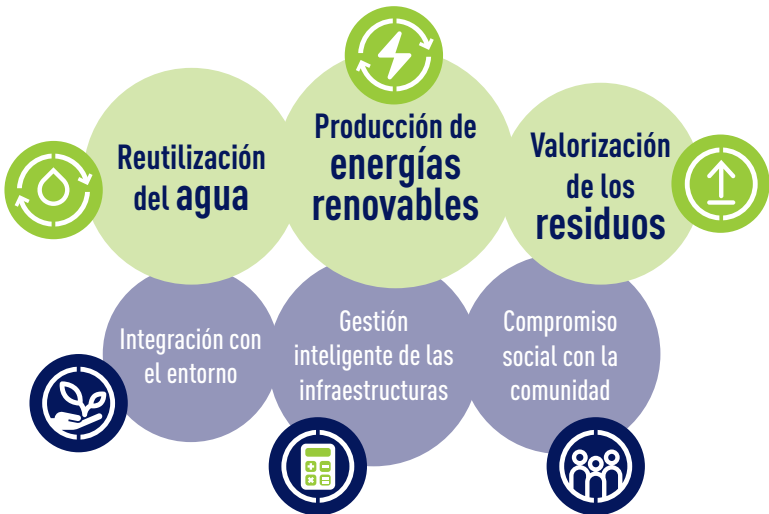 Reutilización
del agua
Producción de
energías
renovables
Valorización
de los
residuos
Integración con
el entorno
Gestión
inteligente de las
infraestructuras
Compromiso
social con la
comunidad